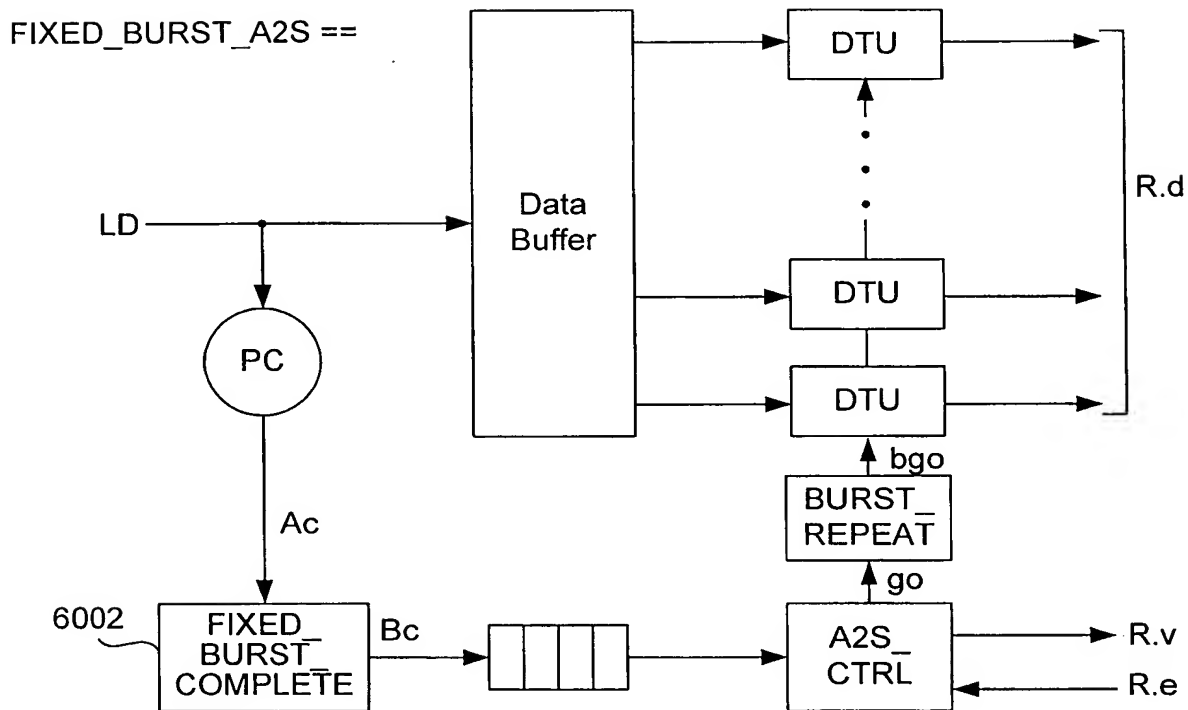 FIXED_BURST_A2S ==
DTU
R.d
LD
Data
Buffer
DTU
PC
DTU
bgo
BURST_
REPEAT
Ac
go
6002
FIXED_
BURST_
COMPLETE
Bc
A2S_
CTRL
R.v
R.e